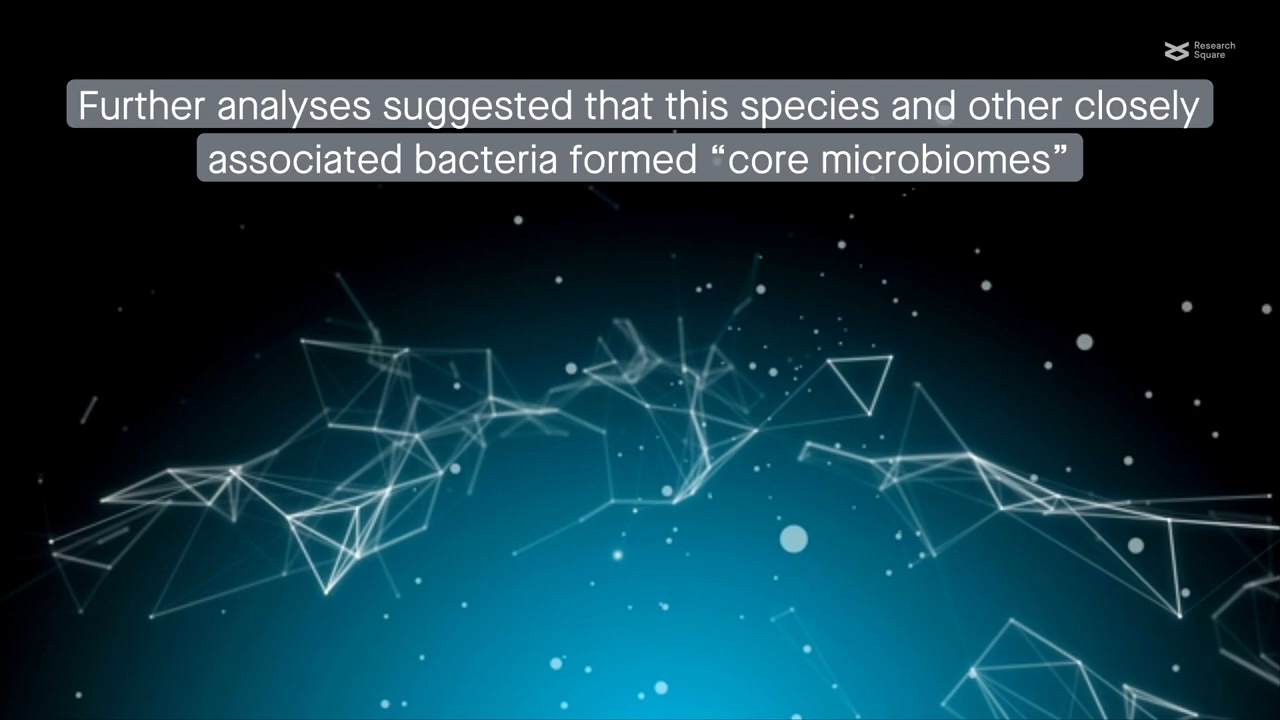 Research
Square
Further analyses suggested that this species and other closely
associated bacteria formed “core microbiomes”